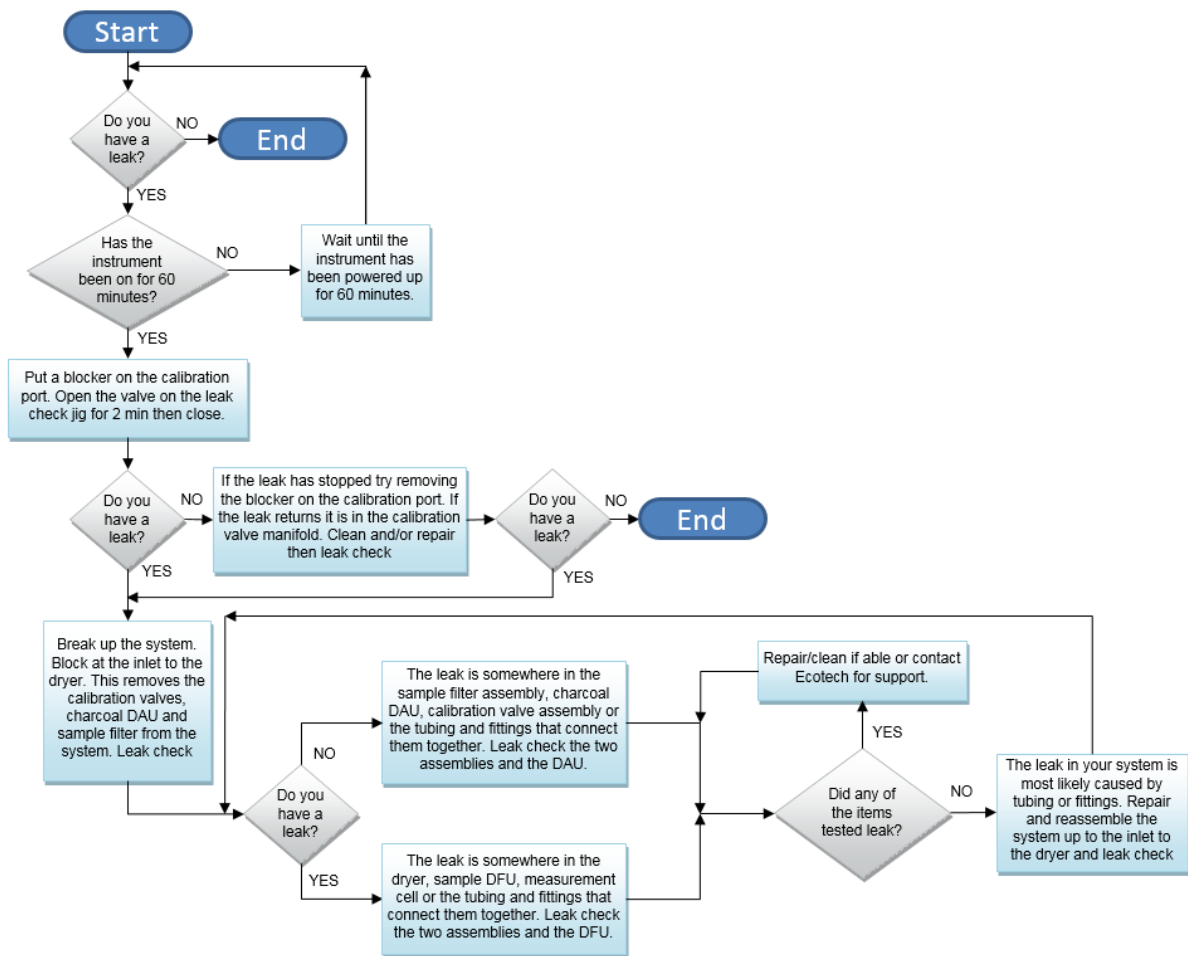 Start
Do you
have a
leak?
NO
End
YES
Has the
instrument
been on for 60
minutes?
NO
Wait until the
instrument has
been powered up
for 60 minutes.
YES
Put a blocker on the calibration
port. Open the valve on the leak
check jig for 2 min then close.
Do you
have a
leak?
NO
If the leak has stopped try removing
the blocker on the calibration port. If
the leak returns it is in the calibration
valve manifold. Clean and/or repair
then leak check
Do you
have a
leak?
NO
End
YES
YES
Break up the system.
Block at the inlet to the
dryer. This removes the
calibration valves,
charcoal DAU and
sample filter from the
system. Leak check
Do you
have a
leak?
NO
The leak is somewhere in the
sample filter assembly, charcoal
DAU, calibration valve assembly or
the tubing and fittings that connect
them together. Leak check the two
assemblies and the DAU.
YES
The leak is somewhere in the
dryer, sample DFU, measurement
cell or the tubing and fittings that
connect them together. Leak check
the two assemblies and the DFU.
Repair/clean if able or contact
Ecotech for support.
YES
Did any of
the items
tested leak?
NO
The leak in your system is
most likely caused by
tubing or fittings. Repair
and reassemble the
system up to the inlet to
the dryer and leak check